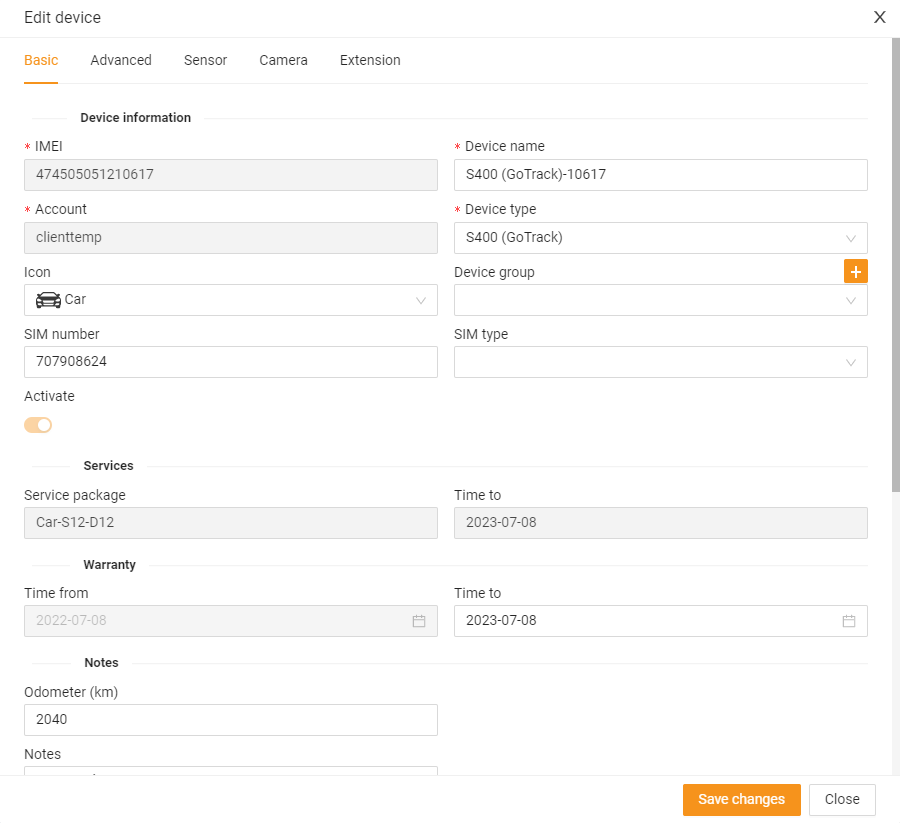 Edit device
Basic Advanced Sensor Camera Extension
Device information
* IMEI
474505051210617
* Device name
S400 (GoTrack)-10617
* Account
clienttemp
* Device type
S400 (GoTrack)
Icon
Car
Device group
SIM number
707908624
SIM type
Activate
Services
Service package
Car-S12-D12
Time to
2023-07-08
Warranty
Time from
2022-07-08
Time to
2023-07-08
Notes
Odometer (km)
2040
Notes
Save changes Close